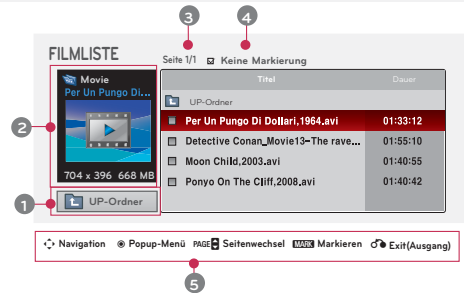 3
4
FILMLISTE
Seite 1/1
Keine Markierung
Movie
Per Un Pungo Di...
704 x 396 668 MB
2
UP-Ordner
1
Titel
Dauer
UP-Ordner
Per Un Pungo Di Dollari,1964.avi 01:33:12
Detective Conan_Movie13-The rave... 01:55:10
Moon Child,2003.avi 01:40:55
Ponyo On The Cliff,2008.avi 01:40:42
Navigation Popup-Menü PAGE Seitenwechsel MARK Markieren Exit(Ausgang)
5